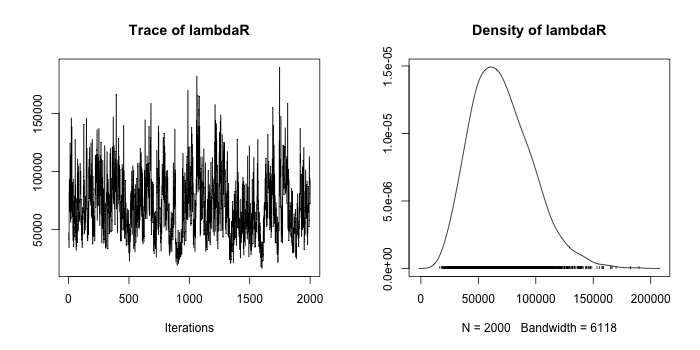 Trace of lambdaR
150000
100000
50000
0
500
1000
1500
2000
Iterations
Density of lambdaR
1.5e-05
1.0e-05
5.0e-06
0.0e+00
0
50000
100000
150000
200000
N = 2000 Bandwidth = 6118